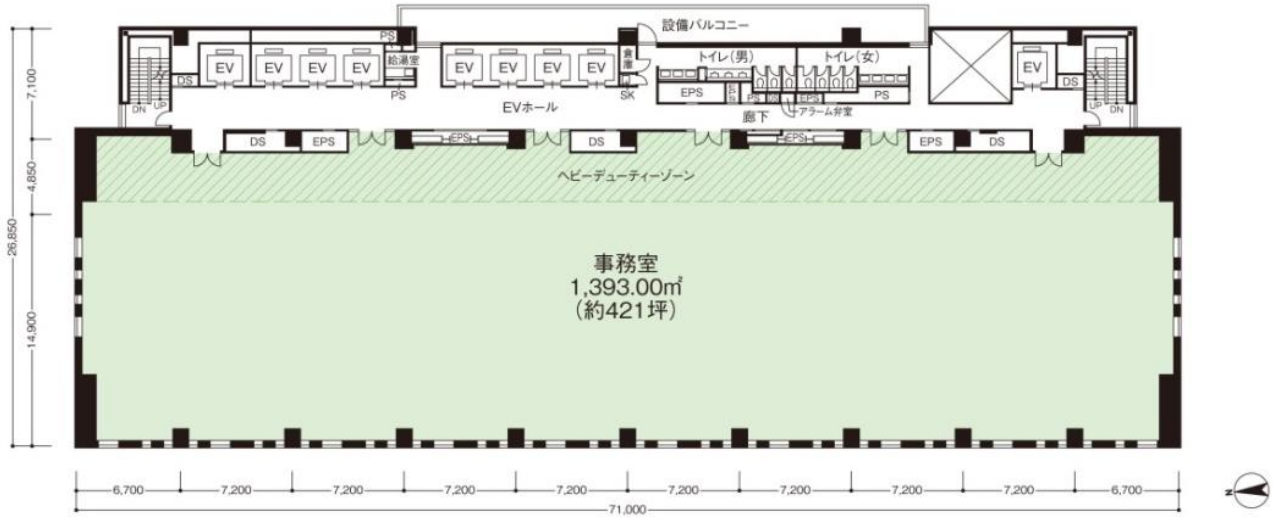 設備バルコニー
PS
給湯室
倉庫
トイレ(男)
トイレ(女)
EV
EV
EV
EV
EV
EV
EV
EV
EV
DS
DS
DN
UP
PS
SK
EPS
PS
DS
EPS
PS
UP
DN
EVホール
廊下
アラーム弁室
DS
EPS
EPS
DS
EPS
EPS
DS
ヘビーデューティーゾーン
事務室
1,393.00㎡
(約421坪)
7,100
4,850
14,900
26,850
6,700
7,200
7,200
7,200
7,200
7,200
7,200
7,200
7,200
6,700
71,000
N